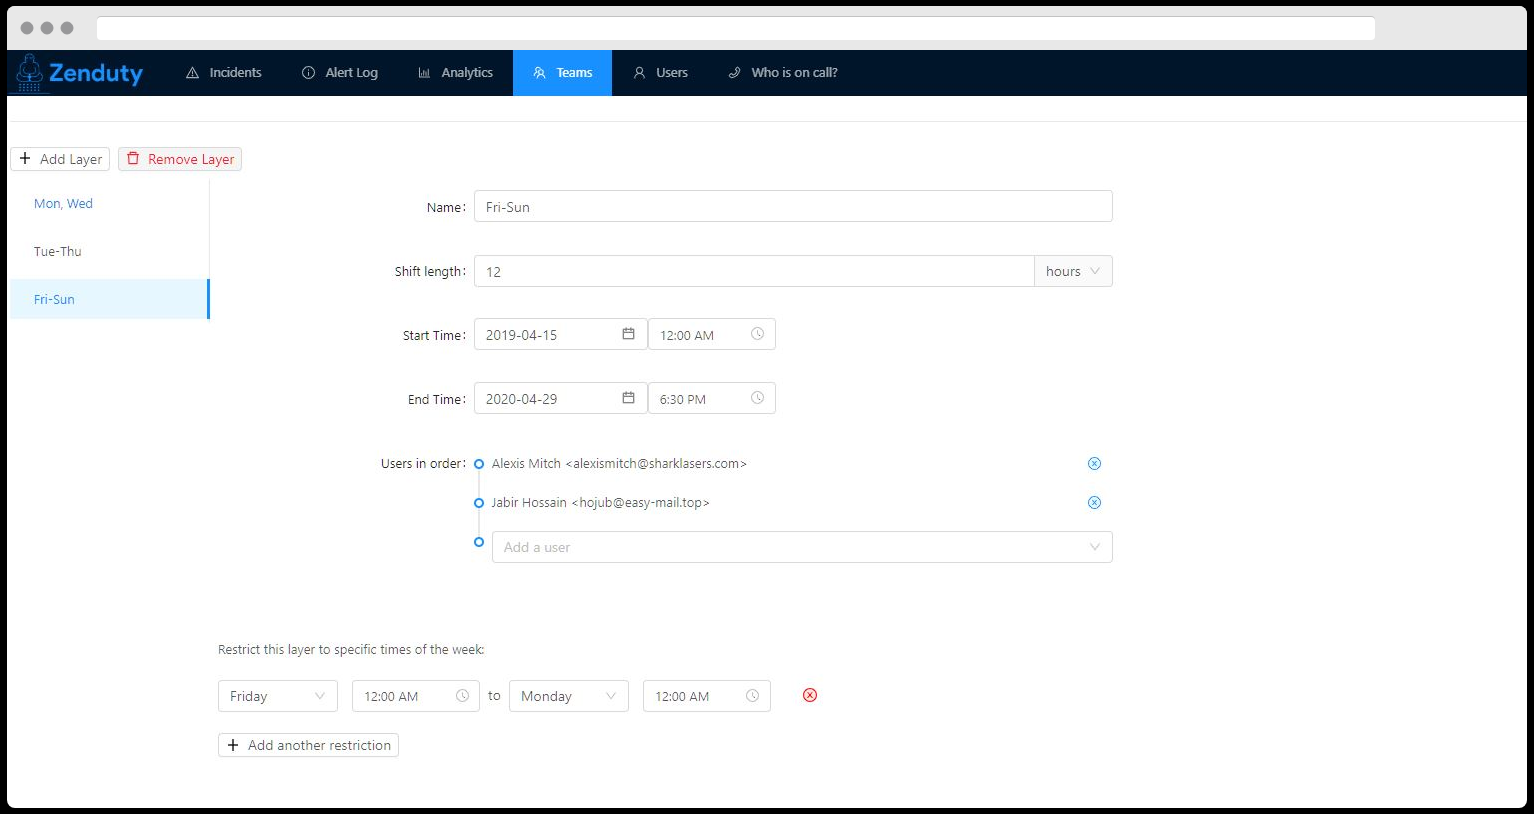 Zenduty
Incidents
Alert Log
Analytics
Teams
Users
Who is on call?
+ Add Layer
Remove Layer
Mon, Wed
Tue-Thu
Fri-Sun
Name: Fri-Sun
Shift length: 12 hours
Start Time: 2019-04-15 12:00 AM
End Time: 2020-04-29 6:30 PM
Users in order: Alexis Mitch <alexismitch@sharklasers.com>
Jabir Hossain <hojub@easy-mail.top>
Add a user
Restrict this layer to specific times of the week:
Friday 12:00 AM to Monday 12:00 AM
+ Add another restriction